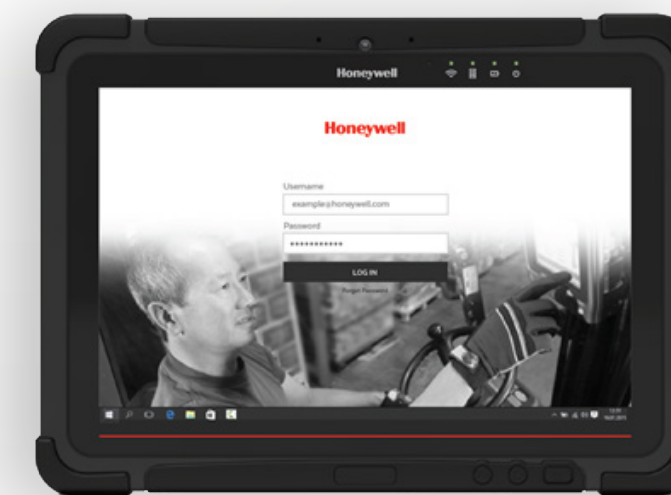 Honeywell
Honeywell
Username
example@honeywell.com
Password
***********
LOG IN
Forgot Password